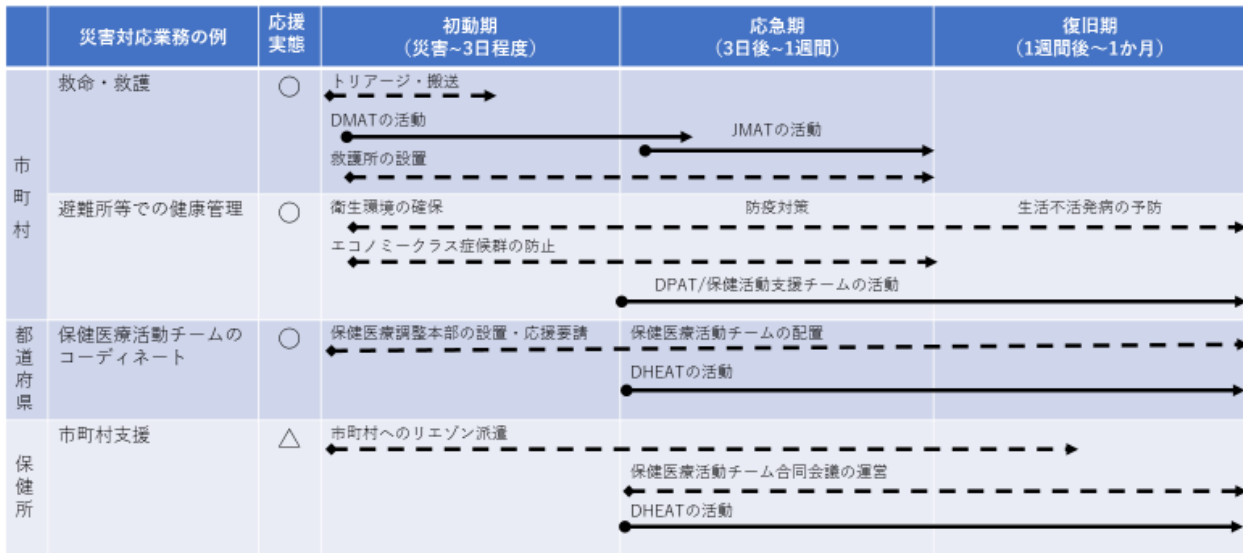 災害対応業務の例
応援
実態
初動期
(災害~3日程度)
応急期
(3日後~1週間)
復旧期
(1週間後~1か月)
市町村
救命・救護
○
トリアージ・搬送
DMATの活動
JMATの活動
救護所の設置
避難所等での健康管理
○
衛生環境の確保
防疫対策
生活不活発病の予防
エコノミークラス症候群の防止
DPAT/保健活動支援チームの活動
都道府県
保健医療活動チームの
コーディネート
○
保健医療調整本部の設置・応援要請
保健医療活動チームの配置
DHEATの活動
保健所
市町村支援
△
市町村へのリエゾン派遣
保健医療活動チーム合同会議の運営
DHEATの活動